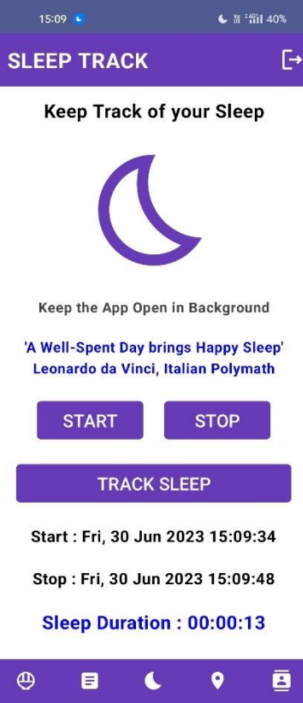 15:09
40%
SLEEP TRACK
Keep Track of your Sleep
Keep the App Open in Background
'A Well-Spent Day brings Happy Sleep'
Leonardo da Vinci, Italian Polymath
START STOP
TRACK SLEEP
Start : Fri, 30 Jun 2023 15:09:34
Stop : Fri, 30 Jun 2023 15:09:48
Sleep Duration : 00:00:13